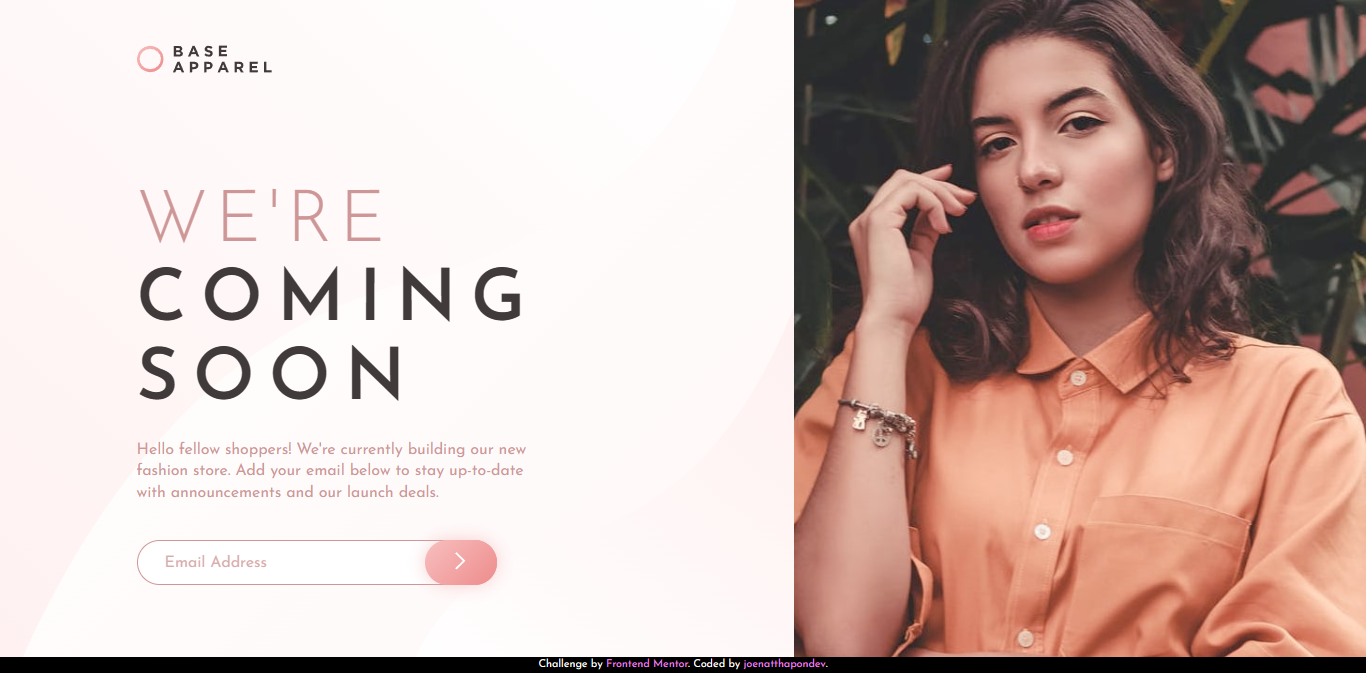 BASE
APPAREL
WE'RE
COMING
SOON
Hello fellow shoppers! We're currently building our new
fashion store. Add your email below to stay up-to-date
with announcements and our launch deals.
Email Address
Challenge by Frontend Mentor. Coded by joenatthapondev.